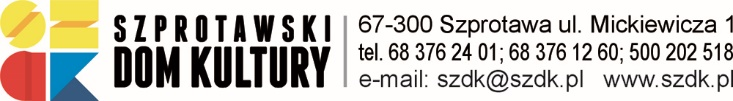 SZPROTAWSKI
DOM KULTURY
67-300 Szprotawa ul. Mickiewicza 1
tel. 68 376 24 01; 68 376 12 60; 500 202 518
e-mail: szdk@szdk.pl www.szdk.pl